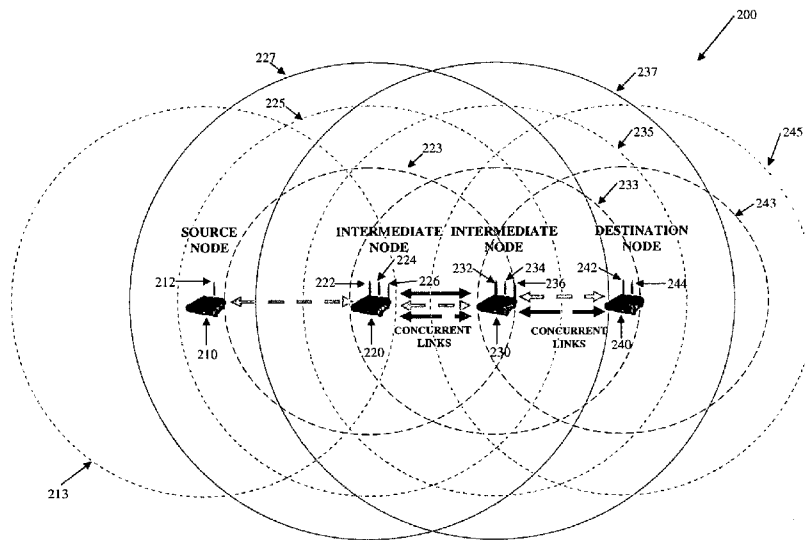 200
227
237
225
235
245
223
233
243
SOURCE
NODE
INTERMEDIATE
NODE
INTERMEDIATE
NODE
DESTINATION
NODE
212
222
224
226
232
234
236
242
244
CONCURRENT
LINKS
CONCURRENT
LINKS
210
220
230
240
213